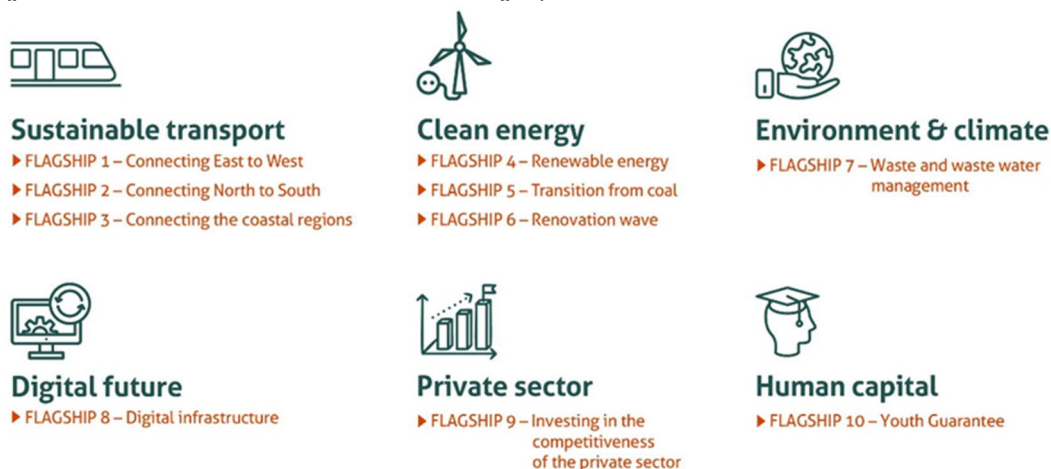 Sustainable transport
▶ FLAGSHIP 1 – Connecting East to West
▶ FLAGSHIP 2 – Connecting North to South
▶ FLAGSHIP 3 – Connecting the coastal regions
Clean energy
▶ FLAGSHIP 4 – Renewable energy
▶ FLAGSHIP 5 – Transition from coal
▶ FLAGSHIP 6 – Renovation wave
Environment & climate
▶ FLAGSHIP 7 – Waste and waste water
management
Digital future
▶ FLAGSHIP 8 – Digital infrastructure
Private sector
▶ FLAGSHIP 9 – Investing in the
competitiveness
of the private sector
Human capital
▶ FLAGSHIP 10 – Youth Guarantee